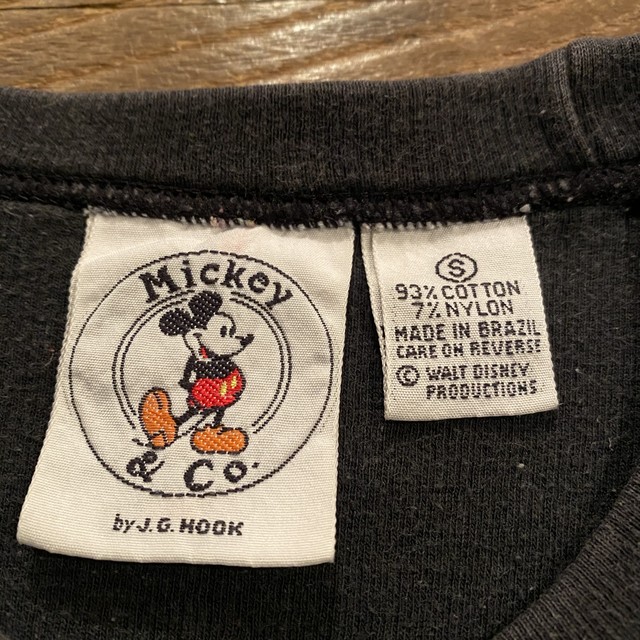 Mickey
& Co.
by J.G. HOOK
S
93% COTTON
7% NYLON
MADE IN BRAZIL
CARE ON REVERSE
© WALT DISNEY
PRODUCTIONS